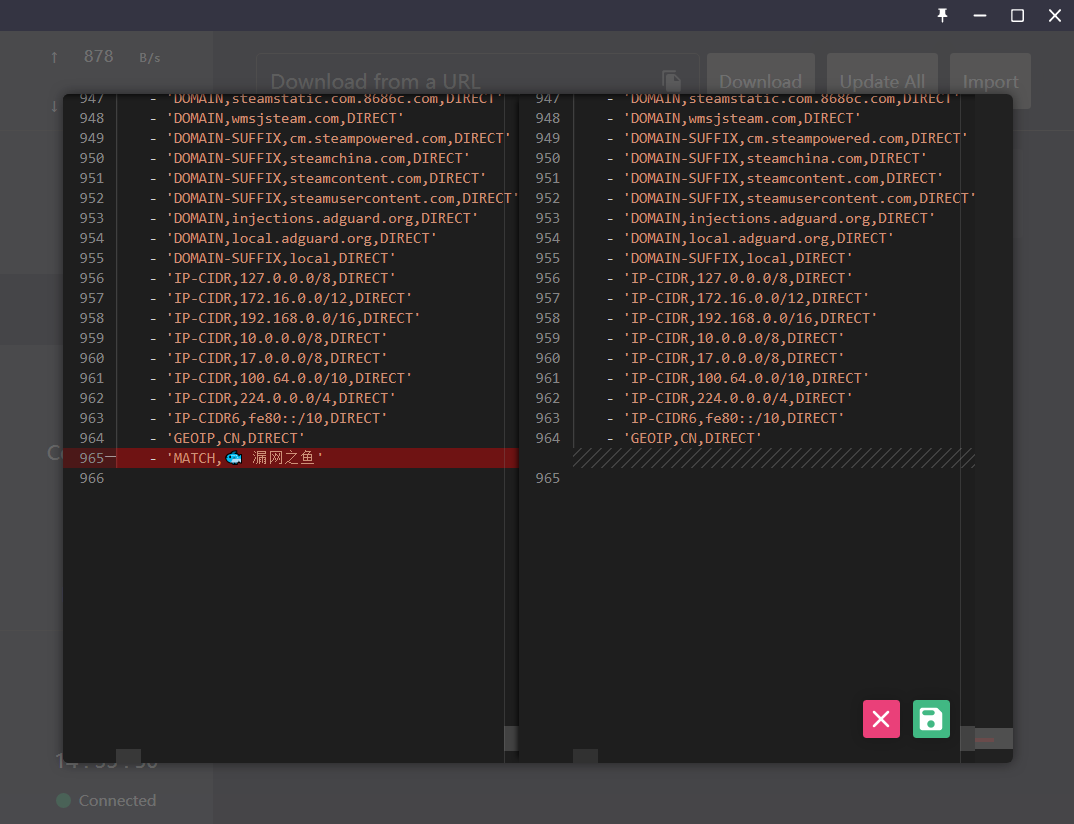 ↑ 878 B/s
Download from a URL
Download
Update All
Import
↓
947 - 'DOMAIN,steamstatic.com.8686c.com,DIRECT'
948 - 'DOMAIN,wmsjsteam.com,DIRECT'
949 - 'DOMAIN-SUFFIX,cm.steampowered.com,DIRECT'
950 - 'DOMAIN-SUFFIX,steamchina.com,DIRECT'
951 - 'DOMAIN-SUFFIX,steamcontent.com,DIRECT'
952 - 'DOMAIN-SUFFIX,steamusercontent.com,DIRECT'
953 - 'DOMAIN,injections.adguard.org,DIRECT'
954 - 'DOMAIN,local.adguard.org,DIRECT'
955 - 'DOMAIN-SUFFIX,local,DIRECT'
956 - 'IP-CIDR,127.0.0.0/8,DIRECT'
957 - 'IP-CIDR,172.16.0.0/12,DIRECT'
958 - 'IP-CIDR,192.168.0.0/16,DIRECT'
959 - 'IP-CIDR,10.0.0.0/8,DIRECT'
960 - 'IP-CIDR,17.0.0.0/8,DIRECT'
961 - 'IP-CIDR,100.64.0.0/10,DIRECT'
962 - 'IP-CIDR,224.0.0.0/4,DIRECT'
963 - 'IP-CIDR6,fe80::/10,DIRECT'
964 - 'GEOIP,CN,DIRECT'
965— - 'MATCH,🐟 漏网之鱼'
966
947 - 'DOMAIN,steamstatic.com.8686c.com,DIRECT'
948 - 'DOMAIN,wmsjsteam.com,DIRECT'
949 - 'DOMAIN-SUFFIX,cm.steampowered.com,DIRECT'
950 - 'DOMAIN-SUFFIX,steamchina.com,DIRECT'
951 - 'DOMAIN-SUFFIX,steamcontent.com,DIRECT'
952 - 'DOMAIN-SUFFIX,steamusercontent.com,DIRECT'
953 - 'DOMAIN,injections.adguard.org,DIRECT'
954 - 'DOMAIN,local.adguard.org,DIRECT'
955 - 'DOMAIN-SUFFIX,local,DIRECT'
956 - 'IP-CIDR,127.0.0.0/8,DIRECT'
957 - 'IP-CIDR,172.16.0.0/12,DIRECT'
958 - 'IP-CIDR,192.168.0.0/16,DIRECT'
959 - 'IP-CIDR,10.0.0.0/8,DIRECT'
960 - 'IP-CIDR,17.0.0.0/8,DIRECT'
961 - 'IP-CIDR,100.64.0.0/10,DIRECT'
962 - 'IP-CIDR,224.0.0.0/4,DIRECT'
963 - 'IP-CIDR6,fe80::/10,DIRECT'
964 - 'GEOIP,CN,DIRECT'
965
Connected